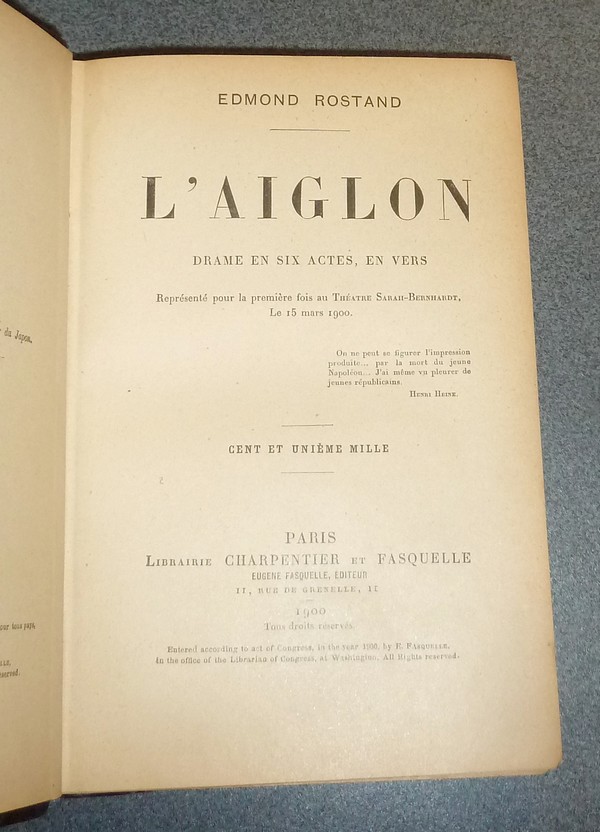 EDMOND ROSTAND
L'AIGLON
DRAME EN SIX ACTES, EN VERS
Représenté pour la première fois au THÉATRE SARAH-BERNHARDT,
Le 15 mars 1900.
On ne peut se figurer l'impression
produite... par la mort du jeune
Napoléon... J'ai même vu pleurer de
jeunes républicains.
HENRI HEINE.
CENT ET UNIÈME MILLE
PARIS
LIBRAIRIE CHARPENTIER ET FASQUELLE
EUGÈNE FASQUELLE, ÉDITEUR
11, RUE DE GRENELLE, 11
1900
Tous droits réservés.
Entered according to act of Congress, in the year 1900, by E. FASQUELLE,
in the office of the Librarian of Congress, at Washington. All Rights reserved.
du Japon.
tous pays,